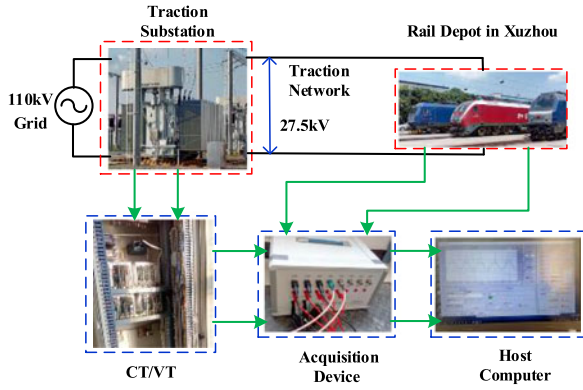 Traction
Substation
Rail Depot in Xuzhou
110kV
Grid
Traction
Network
27.5kV
CT/VT
Acquisition
Device
Host
Computer